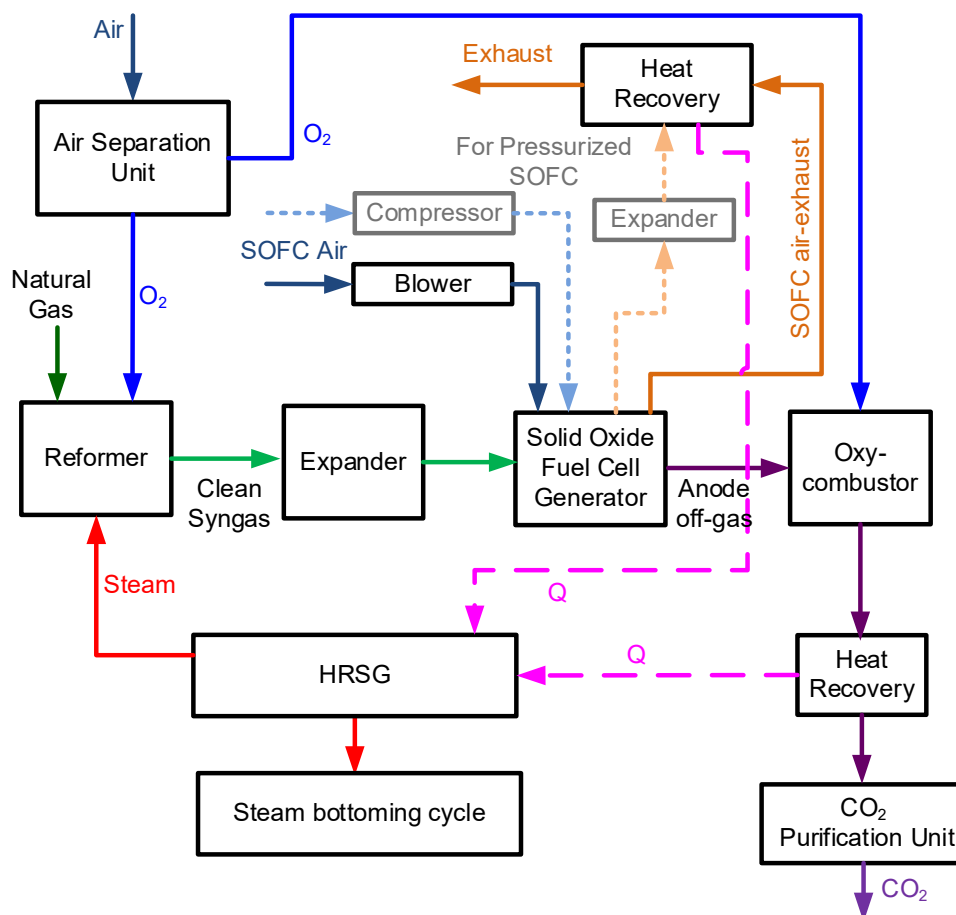 Air
Air Separation
Unit
O₂
Exhaust
Heat
Recovery
For Pressurized
SOFC
Compressor
Expander
SOFC Air
Blower
SOFC air-exhaust
Natural
Gas
O₂
Reformer
Clean
Syngas
Expander
Solid Oxide
Fuel Cell
Generator
Anode
off-gas
Oxy-
combustor
Steam
Q
HRSG
Q
Heat
Recovery
Steam bottoming cycle
CO₂
Purification Unit
CO₂